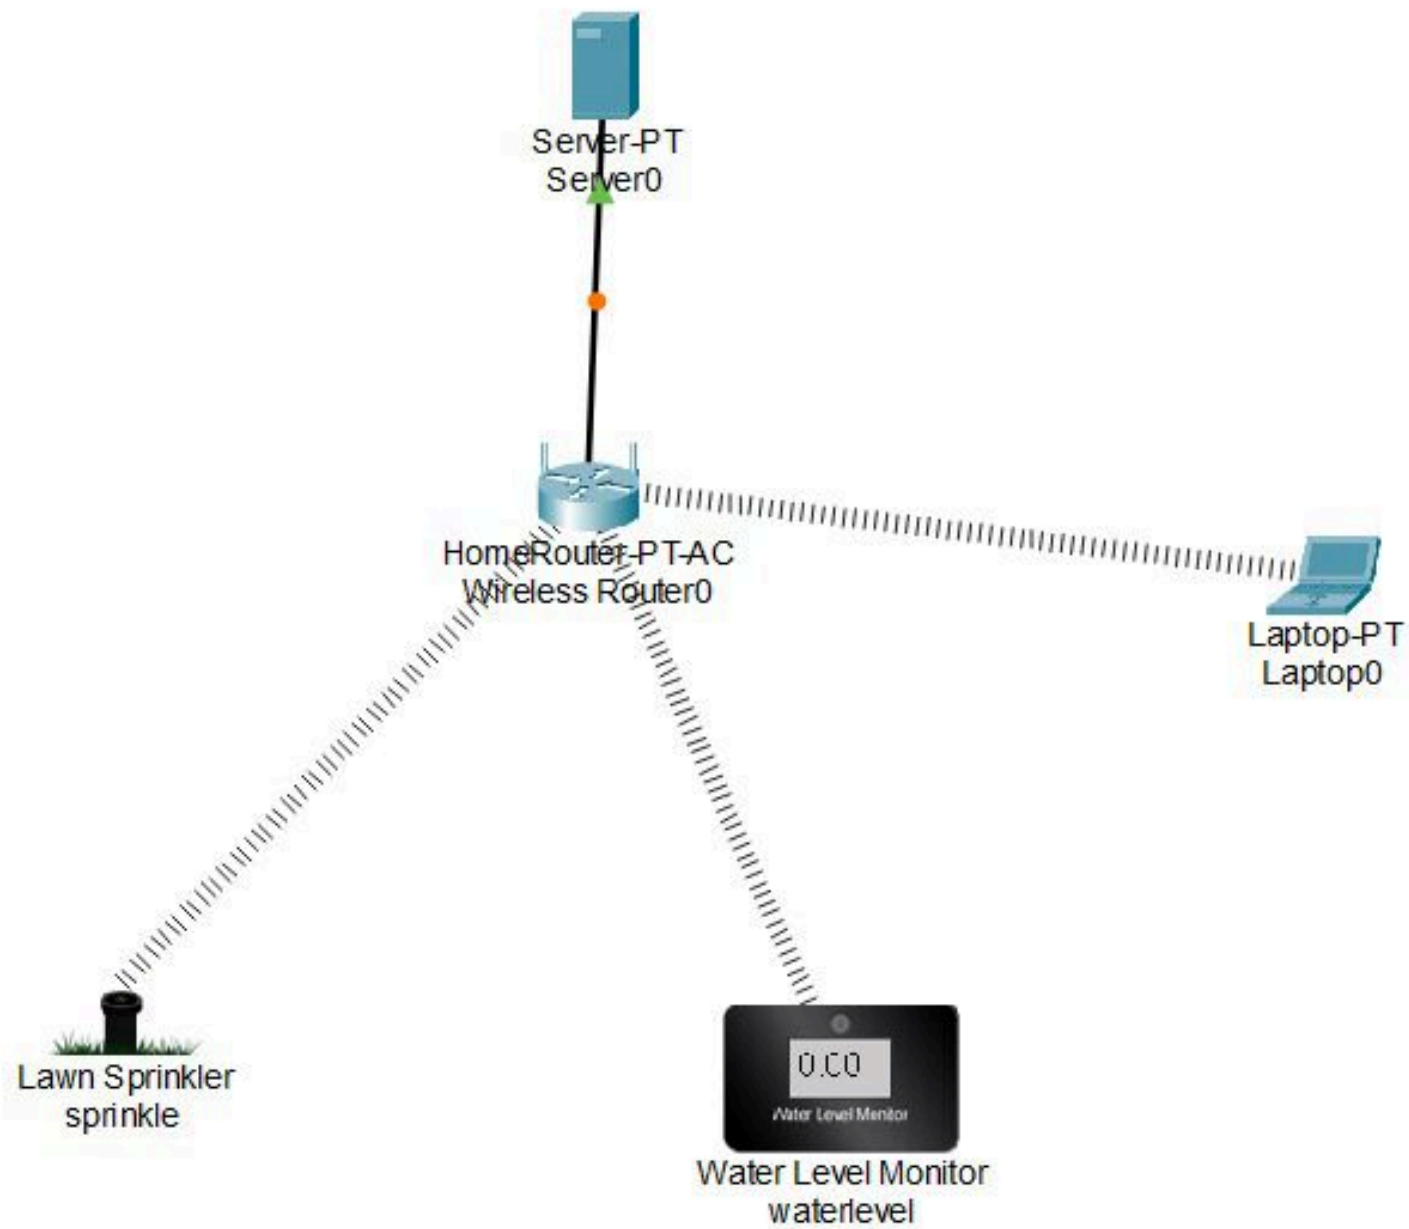 Server-PT
Server0
HomeRouter-PT-AC
Wireless Router0
Laptop-PT
Laptop0
Lawn Sprinkler
sprinkle
0.C0
Water Level Monitor
Water Level Monitor
waterlevel